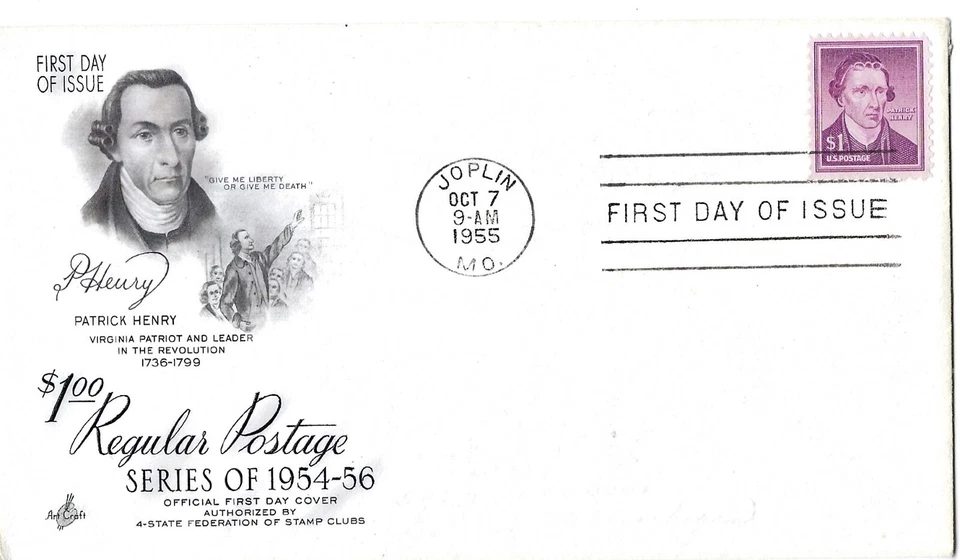 FIRST DAY
OF ISSUE
"GIVE ME LIBERTY
OR GIVE ME DEATH"
PHenry
PATRICK HENRY
VIRGINIA PATRIOT AND LEADER
IN THE REVOLUTION
1736-1799
$1.00
Regular Postage
SERIES OF 1954-56
OFFICIAL FIRST DAY COVER
AUTHORIZED BY
4-STATE FEDERATION OF STAMP CLUBS
Art Craft
JOPLIN
OCT 7
9-AM
1955
MO.
FIRST DAY OF ISSUE
PATRICK
HENRY
$1
U.S. POSTAGE